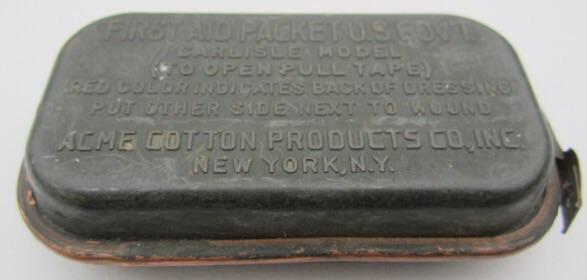 FIRST AID PACKET U.S. GOV'T.
CARLISLE MODEL
(TO OPEN PULL TAPE)
RED COLOR INDICATES BACK OF DRESSING
PUT OTHER SIDE NEXT TO WOUND
ACME COTTON PRODUCTS CO., INC.
NEW YORK, N.Y.